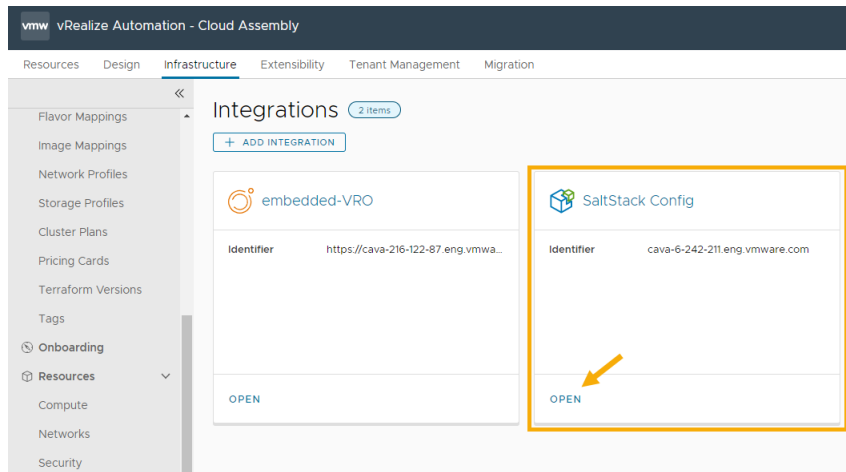 vmw vRealize Automation - Cloud Assembly
Resources Design Infrastructure Extensibility Tenant Management Migration
Flavor Mappings
Image Mappings
Network Profiles
Storage Profiles
Cluster Plans
Pricing Cards
Terraform Versions
Tags
Onboarding
Resources
Compute
Networks
Security
Integrations 2 items
+ ADD INTEGRATION
embedded-VRO
Identifier https://cava-216-122-87.eng.vmwa...
OPEN
SaltStack Config
Identifier cava-6-242-211.eng.vmware.com
OPEN